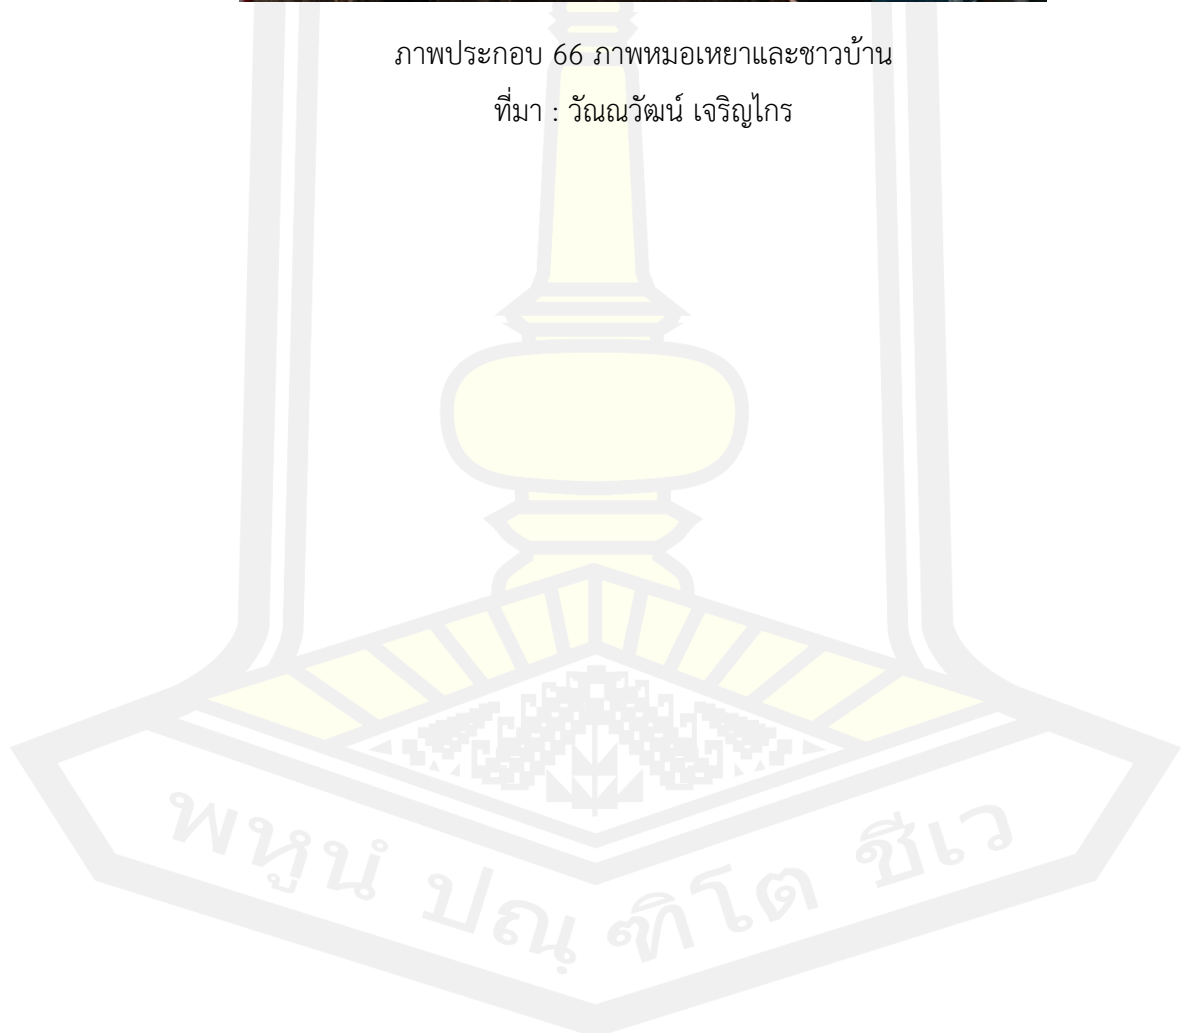 ภาพประกอบ 66 ภาพหมอเหยาและชาวบ้าน
ที่มา : วัณณวัฒน์ เจริญไกร
พหูนํ ปณฺ ฑิโต ชีเว